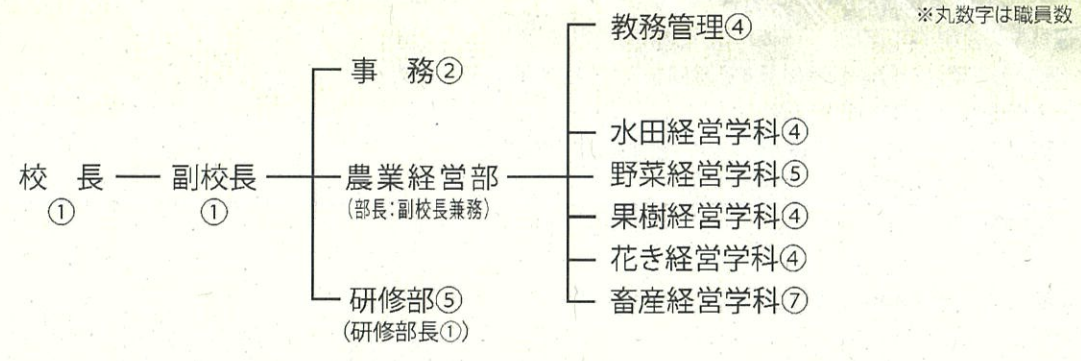 ※丸数字は職員数
校　長
①
副校長
①
事　務②
農業経営部
(部長：副校長兼務)
研修部⑤
(研修部長①)
教務管理④
水田経営学科④
野菜経営学科⑤
果樹経営学科④
花き経営学科④
畜産経営学科⑦